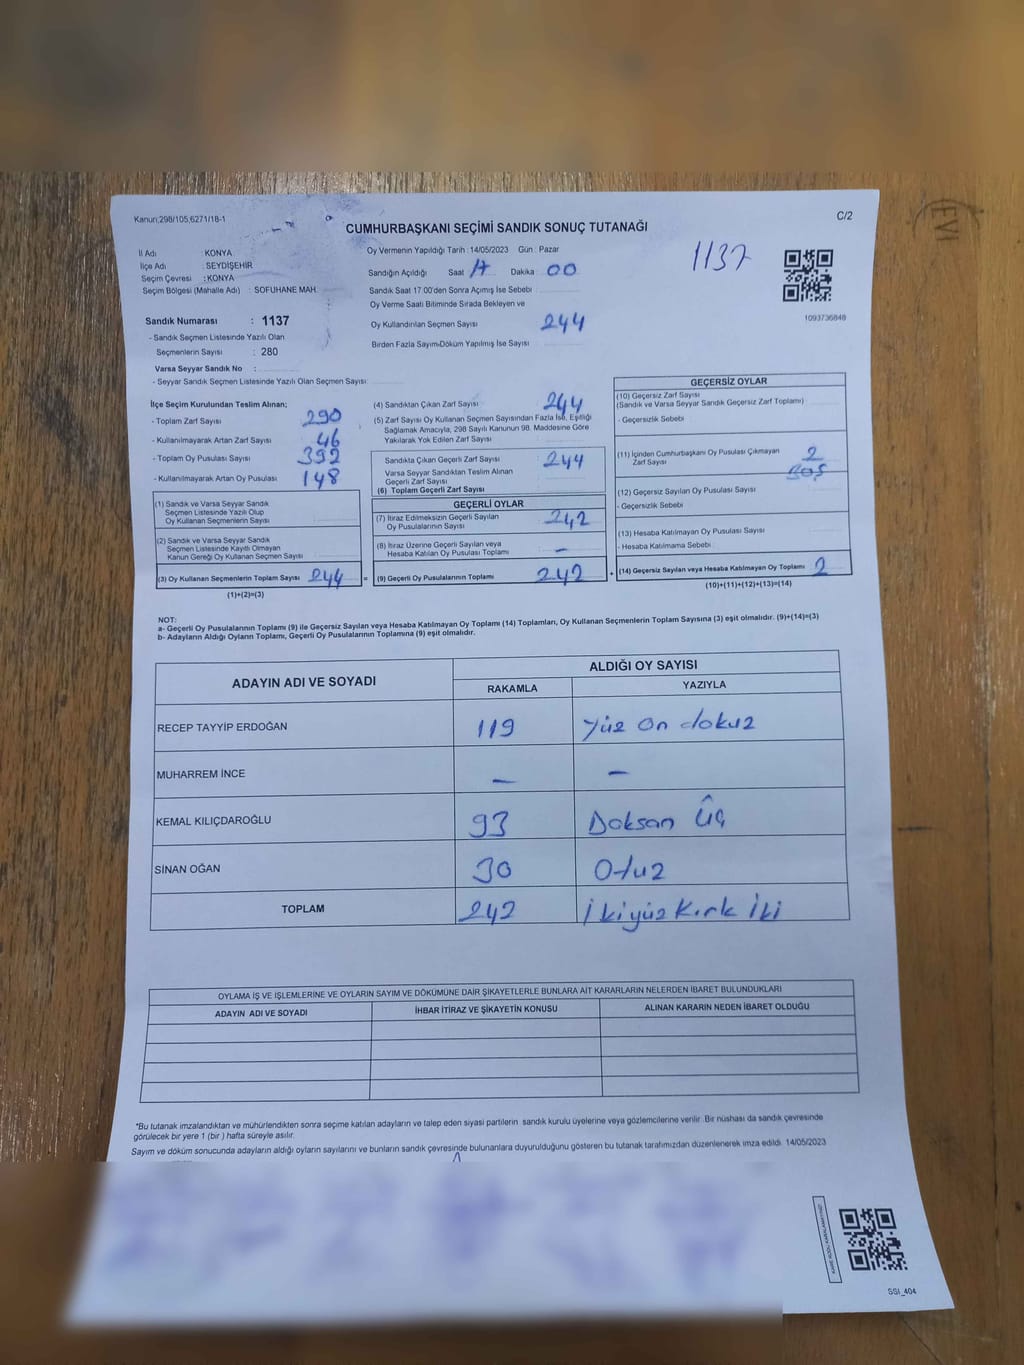 Kanun;298/105,6271/18-1
C/2
CUMHURBAŞKANI SEÇİMİ SANDIK SONUÇ TUTANAĞI
1137
İl Adı : KONYA
İlçe Adı : SEYDİŞEHİR
Seçim Çevresi : KONYA
Seçim Bölgesi (Mahalle Adı) : SOFUHANE MAH.
Sandık Numarası : 1137
- Sandık Seçmen Listesinde Yazılı Olan
Seçmenlerin Sayısı : 280
Varsa Seyyar Sandık No :
- Seyyar Sandık Seçmen Listesinde Yazılı Olan Seçmen Sayısı:
Oy Vermenin Yapıldığı Tarih : 14/05/2023 Gün : Pazar
Sandığın Açıldığı Saat 17 Dakika 00
Sandık Saat 17.00'den Sonra Açımış İse Sebebi
Oy Verme Saati Bitiminde Sırada Bekleyen ve
Oy Kullandırılan Seçmen Sayısı 244
Birden Fazla Sayım-Döküm Yapılmış İse Sayısı
1093736848
İlçe Seçim Kurulundan Teslim Alınan;
- Toplam Zarf Sayısı 290
- Kullanılmayarak Artan Zarf Sayısı 46
- Toplam Oy Pusulası Sayısı 392
- Kullanılmayarak Artan Oy Pusulası 148
(1) Sandık ve Varsa Seyyar Sandık
Seçmen Listesinde Yazılı Olup
Oy Kullanan Seçmenlerin Sayısı
(2) Sandık ve Varsa Seyyar Sandık
Seçmen Listesinde Kayıtlı Olmayan
Kanun Gereği Oy Kullanan Seçmen Sayısı
(3) Oy Kullanan Seçmenlerin Toplam Sayısı 244
(1)+(2)=(3)
=
(4) Sandıktan Çıkan Zarf Sayısı 244
(5) Zarf Sayısı Oy Kullanan Seçmen Sayısından Fazla İse, Eşitliği
Sağlamak Amacıyla, 298 Sayılı Kanunun 98. Maddesine Göre
Yakılarak Yok Edilen Zarf Sayısı
Sandıkta Çıkan Geçerli Zarf Sayısı 244
Varsa Seyyar Sandıktan Teslim Alınan
Geçerli Zarf Sayısı
(6) Toplam Geçerli Zarf Sayısı
GEÇERLİ OYLAR
(7) İtiraz Edilmeksizin Geçerli Sayılan
Oy Pusulalarının Sayısı 242
(8) İtiraz Üzerine Geçerli Sayılan veya
Hesaba Katılan Oy Pusulası Toplamı –
(9) Geçerli Oy Pusulalarının Toplamı 242
+
GEÇERSİZ OYLAR
(10) Geçersiz Zarf Sayısı
(Sandık ve Varsa Seyyar Sandık Geçersiz Zarf Toplamı)
- Geçersizlik Sebebi
(11) İçinden Cumhurbaşkanı Oy Pusulası Çıkmayan
Zarf Sayısı 2
Boş
(12) Geçersiz Sayılan Oy Pusulası Sayısı
- Geçersizlik Sebebi
(13) Hesaba Katılmayan Oy Pusulası Sayısı
- Hesaba Katılmama Sebebi
(14) Geçersiz Sayılan veya Hesaba Katılmayan Oy Toplamı 2
(10)+(11)+(12)+(13)=(14)
NOT:
a- Geçerli Oy Pusulalarının Toplamı (9) ile Geçersiz Sayılan veya Hesaba Katılmayan Oy Toplamı (14) Toplamları, Oy Kullanan Seçmenlerin Toplam Sayısına (3) eşit olmalıdır. (9)+(14)=(3)
b- Adayların Aldığı Oyların Toplamı, Geçerli Oy Pusulalarının Toplamına (9) eşit olmalıdır.
ADAYIN ADI VE SOYADI
ALDIĞI OY SAYISI
RAKAMLA YAZIYLA
RECEP TAYYİP ERDOĞAN 119 Yüz on dokuz
MUHARREM İNCE – –
KEMAL KILIÇDAROĞLU 93 Doksan Üç
SİNAN OĞAN 30 Otuz
TOPLAM 242 İkiyüz Kırk İki
OYLAMA İŞ VE İŞLEMLERİNE VE OYLARIN SAYIM VE DÖKÜMÜNE DAİR ŞİKAYETLERLE BUNLARA AİT KARARLARIN NELERDEN İBARET BULUNDUKLARI
ADAYIN ADI VE SOYADI İHBAR İTİRAZ VE ŞİKAYETİN KONUSU ALINAN KARARIN NEDEN İBARET OLDUĞU
*Bu tutanak imzalandıktan ve mühürlendikten sonra seçime katılan adayların ve talep eden siyasi partilerin sandık kurulu üyelerine veya gözlemcilerine verilir. Bir nüshası da sandık çevresinde
görülecek bir yere 1 (bir ) hafta süreyle asılır.
Sayım ve döküm sonucunda adayların aldığı oyların sayılarını ve bunların sandık çevresinde bulunanlara duyurulduğunu gösteren bu tutanak tarafımızdan düzenlenerek imza edildi. 14/05/2023
SSI_404